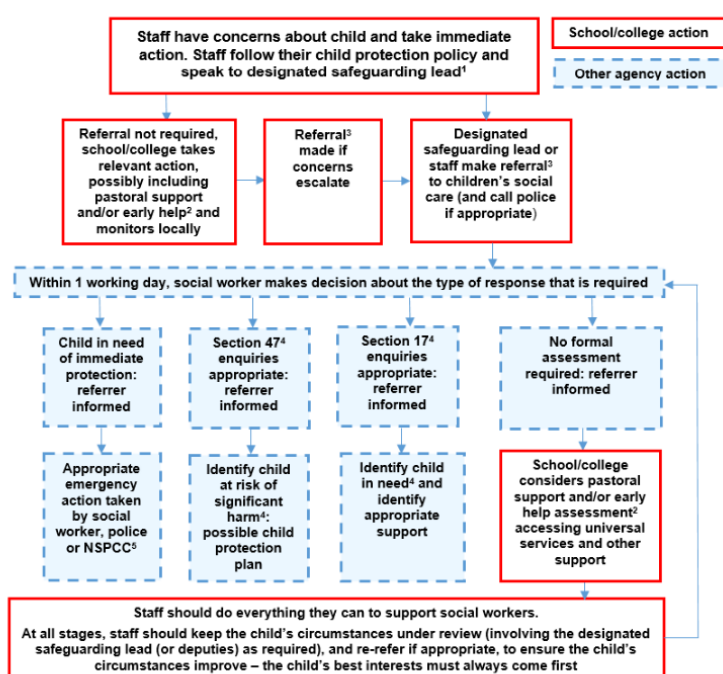 Staff have concerns about child and take immediate
action. Staff follow their child protection policy and
speak to designated safeguarding lead¹
School/college action
Other agency action
Referral not required,
school/college takes
relevant action,
possibly including
pastoral support
and/or early help² and
monitors locally
Referral³
made if
concerns
escalate
Designated
safeguarding lead or
staff make referral³
to children's social
care (and call police
if appropriate)
Within 1 working day, social worker makes decision about the type of response that is required
Child in need
of immediate
protection:
referrer
informed
Section 47⁴
enquiries
appropriate:
referrer
informed
Section 17⁴
enquiries
appropriate:
referrer
informed
No formal
assessment
required: referrer
informed
Appropriate
emergency
action taken
by social
worker, police
or NSPCC⁵
Identify child
at risk of
significant
harm⁴:
possible child
protection
plan
Identify child
in need⁴ and
identify
appropriate
support
School/college
considers pastoral
support and/or early
help assessment²
accessing universal
services and other
support
Staff should do everything they can to support social workers.
At all stages, staff should keep the child's circumstances under review (involving the designated
safeguarding lead (or deputies) as required), and re-refer if appropriate, to ensure the child's
circumstances improve – the child's best interests must always come first